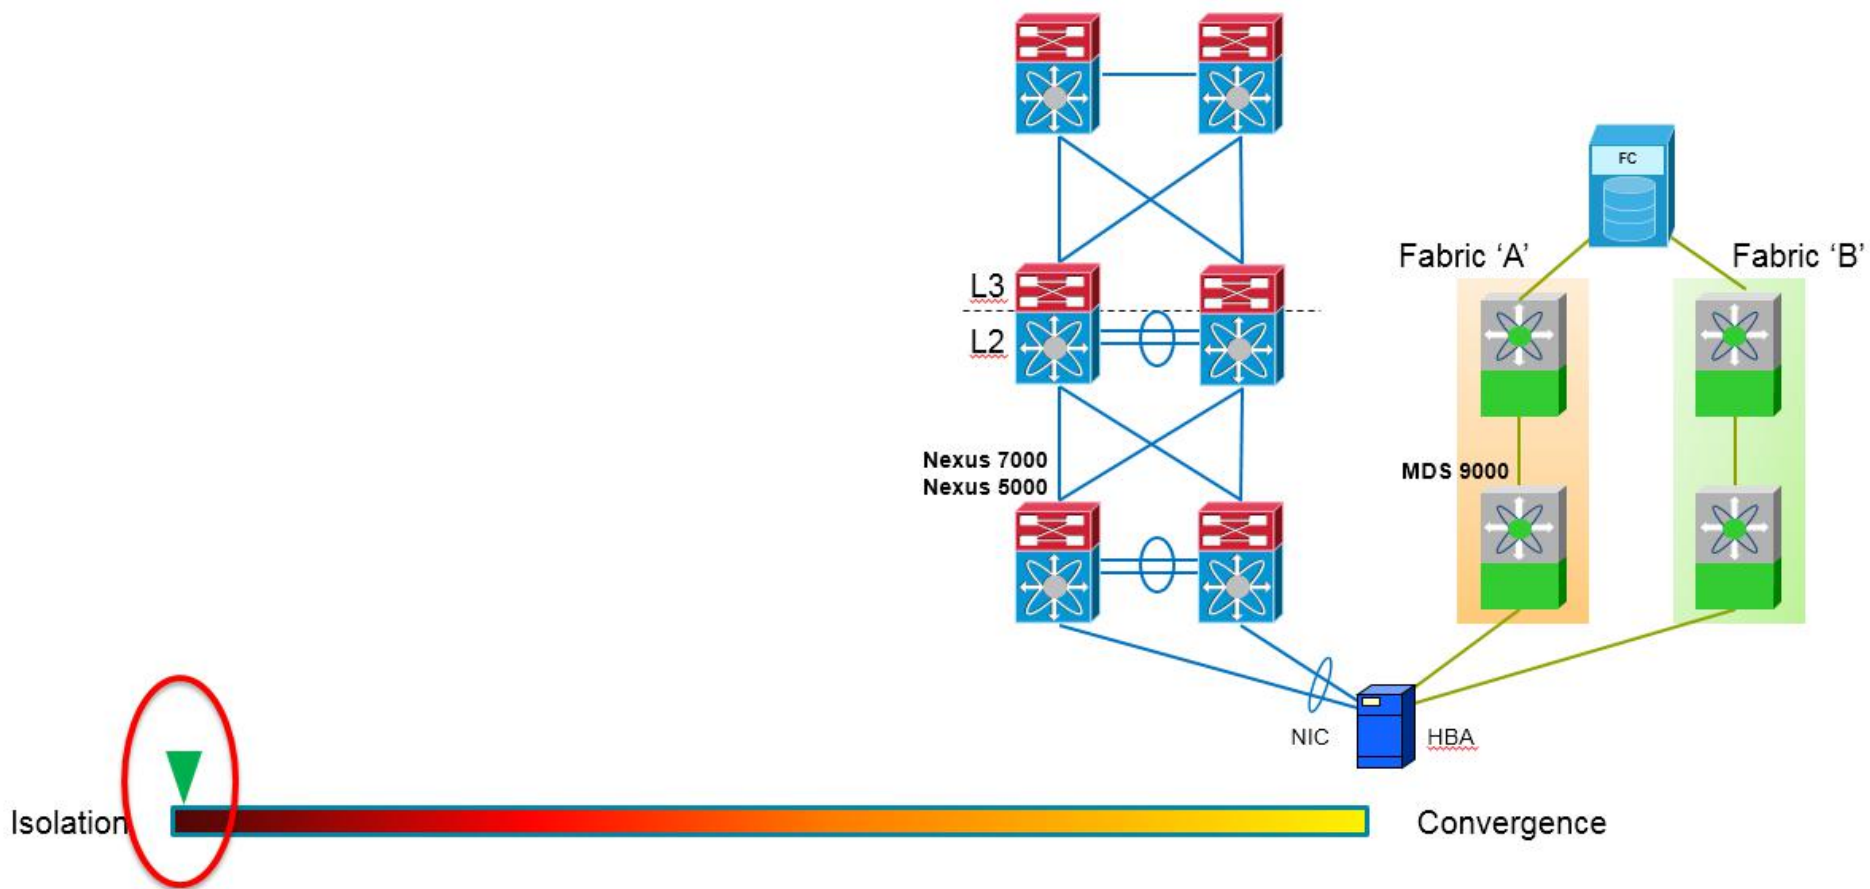 FC
Fabric ‘A’
Fabric ‘B’
L3
L2
Nexus 7000
Nexus 5000
MDS 9000
NIC
HBA
Isolation
Convergence